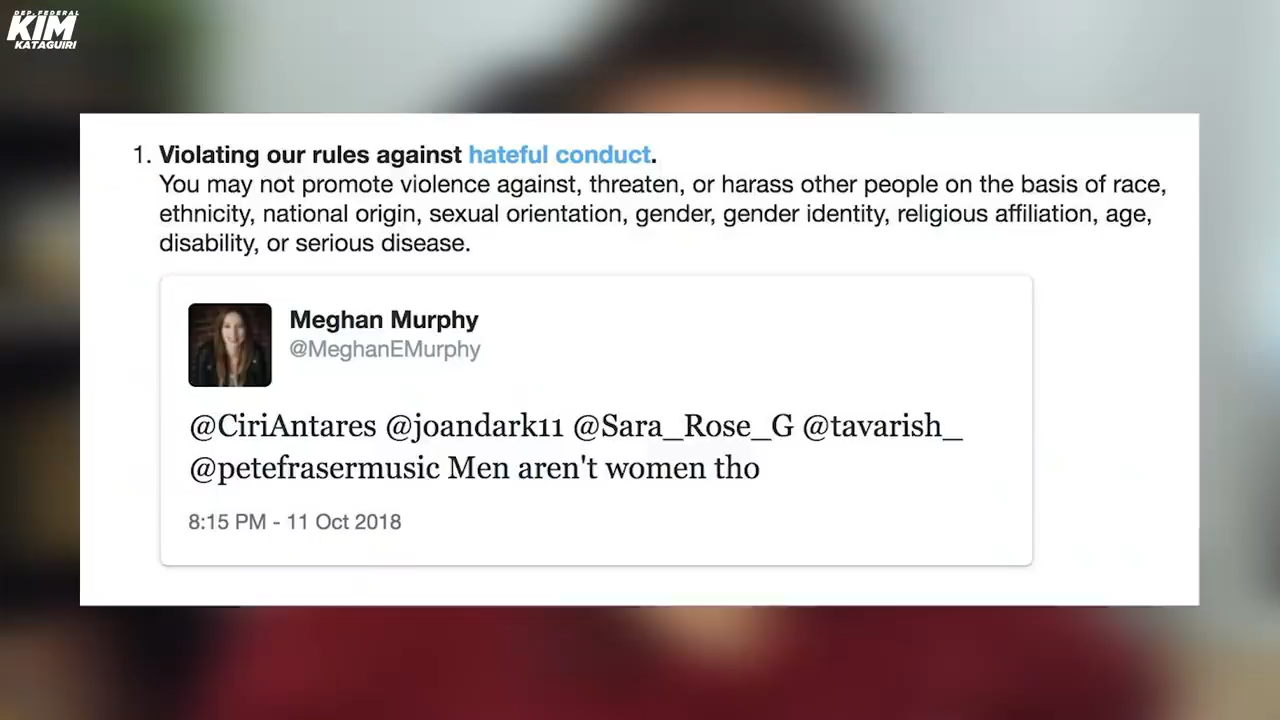 DEP. FEDERAL
KIM
KATAGUIRI
1. Violating our rules against hateful conduct.
You may not promote violence against, threaten, or harass other people on the basis of race,
ethnicity, national origin, sexual orientation, gender, gender identity, religious affiliation, age,
disability, or serious disease.
Meghan Murphy
@MeghanEMurphy
@CiriAntares @joandark11 @Sara_Rose_G @tavarish_
@petefrasermusic Men aren't women tho
8:15 PM - 11 Oct 2018